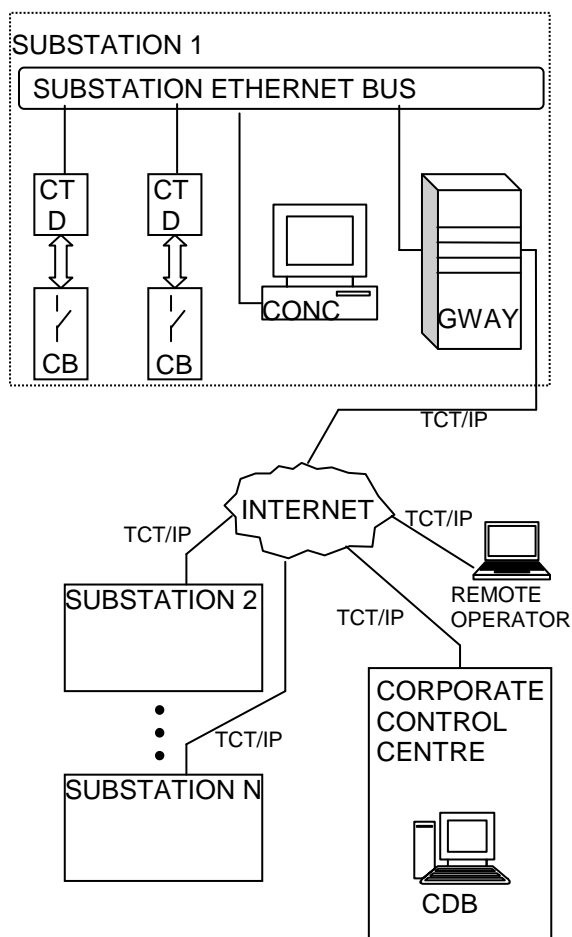 SUBSTATION 1
SUBSTATION ETHERNET BUS
CT
D
CT
D
CB
CB
CONC
GWAY
TCT/IP
INTERNET
TCT/IP
TCT/IP
REMOTE
OPERATOR
SUBSTATION 2
TCT/IP
TCT/IP
SUBSTATION N
CORPORATE
CONTROL
CENTRE
CDB